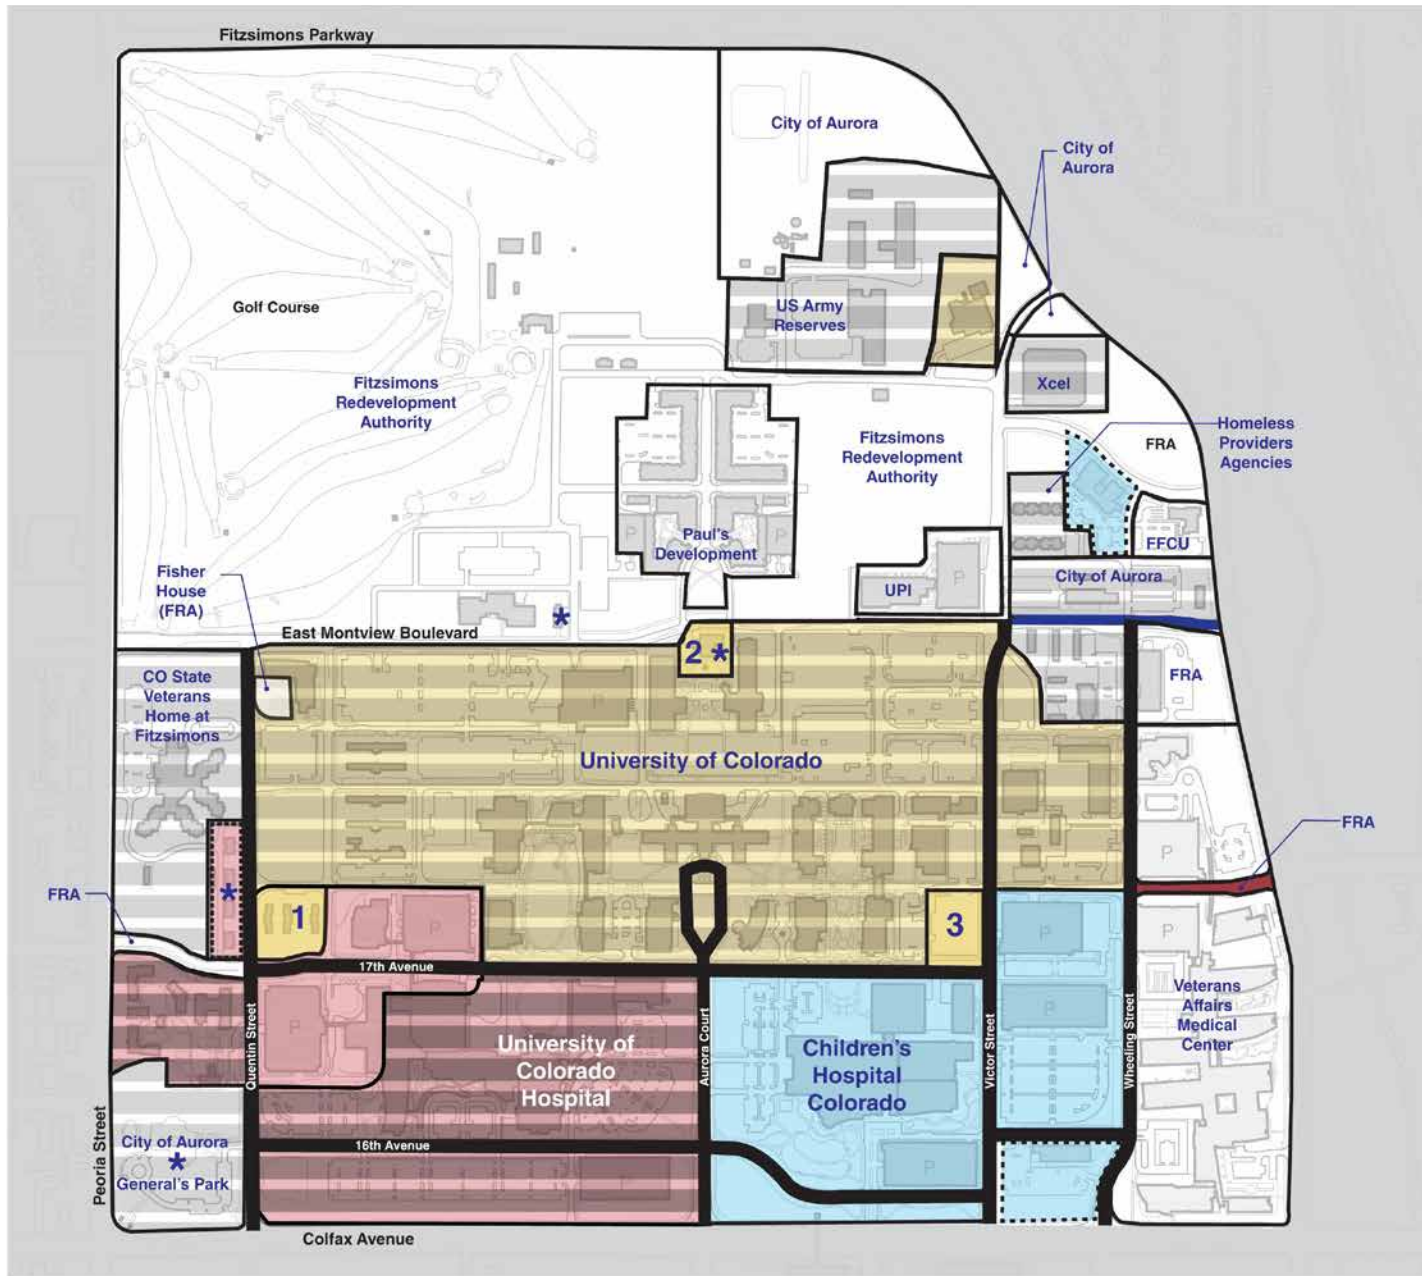 Fitzsimons Parkway
City of Aurora
City of
Aurora
US Army
Reserves
Golf Course
Xcel
Fitzsimons
Redevelopment
Authority
Fitzsimons
Redevelopment
Authority
FRA
Homeless
Providers
Agencies
P
P
Paul's
Development
FFCU
Fisher
House
(FRA)
City of Aurora
UPI
P
*
East Montview Boulevard
2 *
CO State
Veterans
Home at
Fitzsimons
FRA
P
P
University of Colorado
FRA
P
FRA
*
1
P
3
P
P
17th Avenue
Quentin Street
P
P
Aurora Court
Victor Street
Wheeling Street
Veterans
Affairs
Medical
Center
University of
Colorado
Hospital
Children's
Hospital
Colorado
Peoria Street
City of Aurora
*
General's Park
16th Avenue
P
P
Colfax Avenue